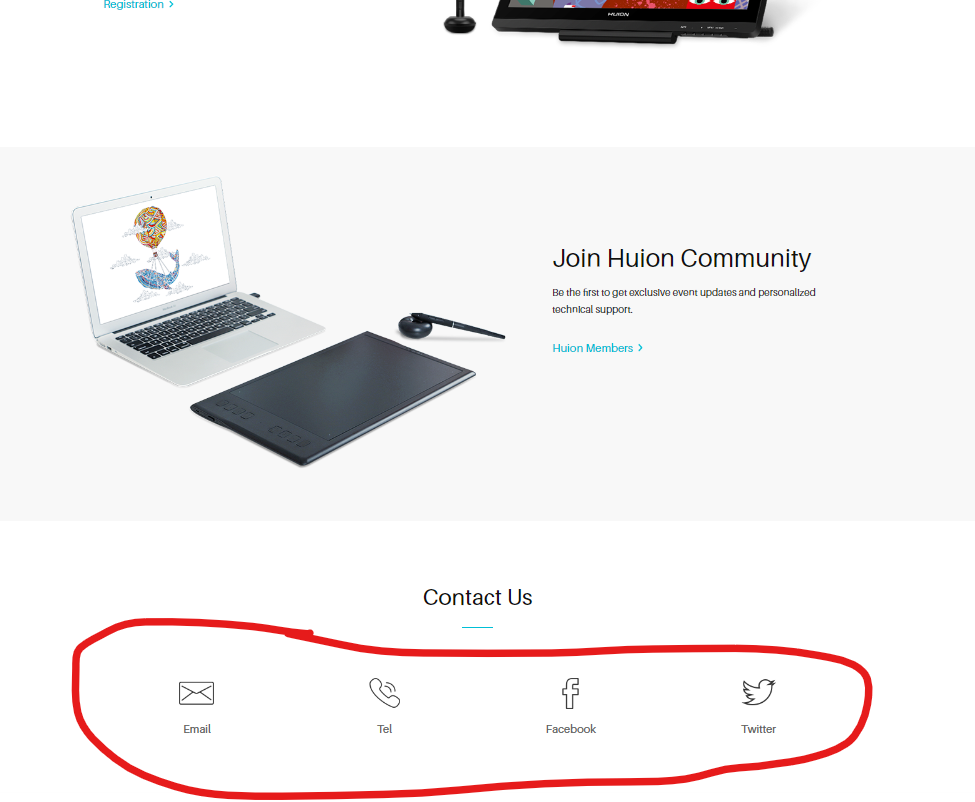 Registration
HUION
Join Huion Community
Be the first to get exclusive event updates and personalized
technical support.
Huion Members
Contact Us
Email
Tel
Facebook
Twitter